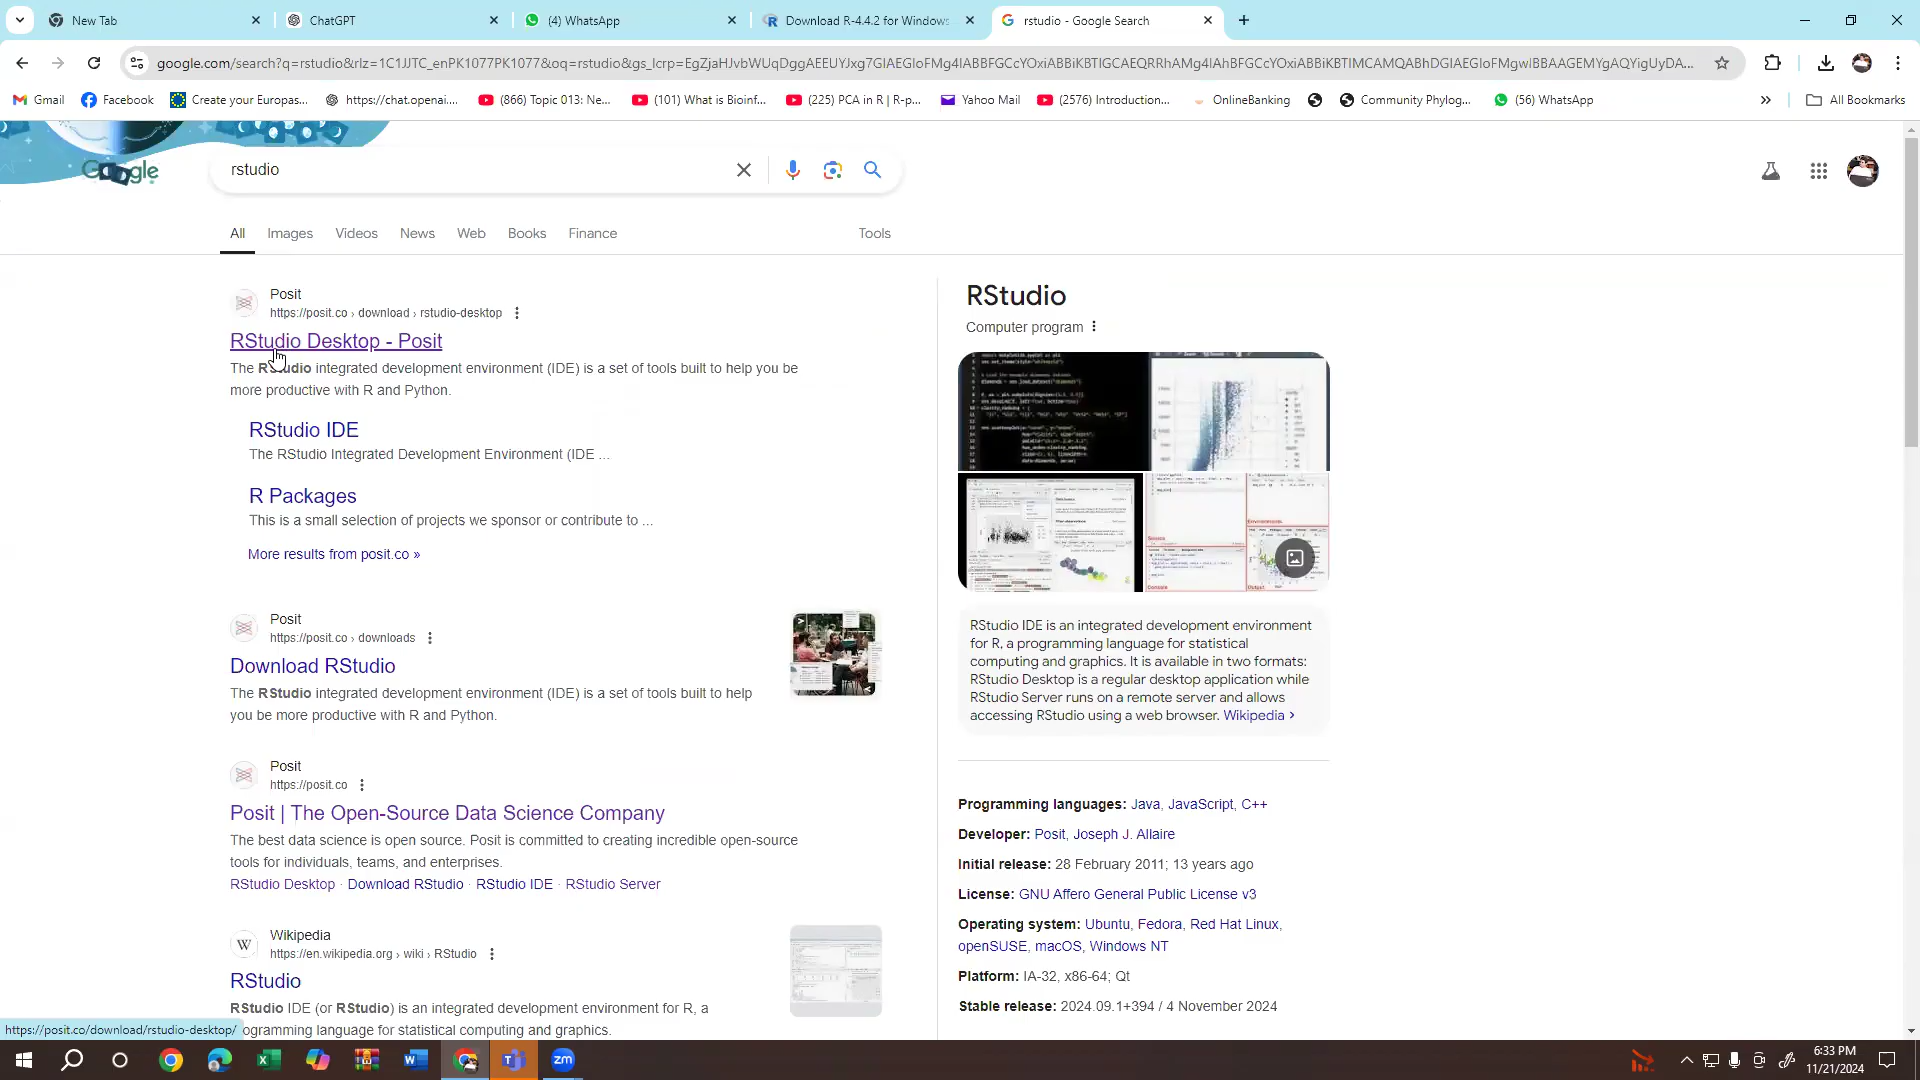 New Tab
ChatGPT
(4) WhatsApp
Download R-4.4.2 for Windows
rstudio - Google Search
google.com/search?q=rstudio&rlz=1C1JJTC_enPK1077PK1077&oq=rstudio&gs_lcrp=EgZjaHJvbWUqDggAEEUYJxg7GIAEGIoFMg4IABBFGCcYOxiABBiKBTIGCAEQRRhAMg4IAhBFGCcYOxiABBiKBTIMCAMQABhDGIAEGIoFMgwIBBAAGEMYgAQYigUyDA...
Gmail
Facebook
Create your Europas...
https://chat.openai....
(866) Topic 013: Ne...
(101) What is Bioinf...
(225) PCA in R | R-p...
Yahoo Mail
(2576) Introduction...
OnlineBanking
Community Phylog...
(56) WhatsApp
All Bookmarks
rstudio
All
Images
Videos
News
Web
Books
Finance
Tools
Posit
https://posit.co › download › rstudio-desktop
RStudio Desktop - Posit
The RStudio integrated development environment (IDE) is a set of tools built to help you be
more productive with R and Python.
RStudio IDE
The RStudio Integrated Development Environment (IDE ...
R Packages
This is a small selection of projects we sponsor or contribute to ...
More results from posit.co »
Posit
https://posit.co › downloads
Download RStudio
The RStudio integrated development environment (IDE) is a set of tools built to help
you be more productive with R and Python.
Posit
https://posit.co
Posit | The Open-Source Data Science Company
The best data science is open source. Posit is committed to creating incredible open-source
tools for individuals, teams, and enterprises.
RStudio Desktop · Download RStudio · RStudio IDE · RStudio Server
Wikipedia
https://en.wikipedia.org › wiki › RStudio
RStudio
RStudio IDE (or RStudio) is an integrated development environment for R, a
programming language for statistical computing and graphics.
https://posit.co/download/rstudio-desktop/
RStudio
Computer program
RStudio IDE is an integrated development environment
for R, a programming language for statistical
computing and graphics. It is available in two formats:
RStudio Desktop is a regular desktop application while
RStudio Server runs on a remote server and allows
accessing RStudio using a web browser. Wikipedia ›
Programming languages: Java, JavaScript, C++
Developer: Posit, Joseph J. Allaire
Initial release: 28 February 2011; 13 years ago
License: GNU Affero General Public License v3
Operating system: Ubuntu, Fedora, Red Hat Linux,
openSUSE, macOS, Windows NT
Platform: IA-32, x86-64; Qt
Stable release: 2024.09.1+394 / 4 November 2024
zm
6:33 PM
11/21/2024